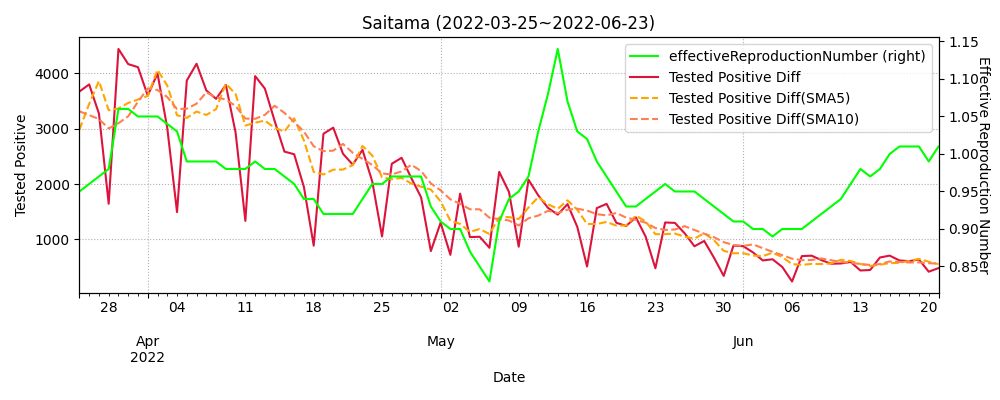 Saitama (2022-03-25~2022-06-23)
effectiveReproductionNumber (right)
Tested Positive Diff
Tested Positive Diff(SMA5)
Tested Positive Diff(SMA10)
Tested Positive
4000
3000
2000
1000
1.15
1.10
1.05
1.00
0.95
0.90
0.85
Effective Reproduction Number
28 04 11 18 25 02 09 16 23 30 06 13 20
Apr May Jun
2022
Date